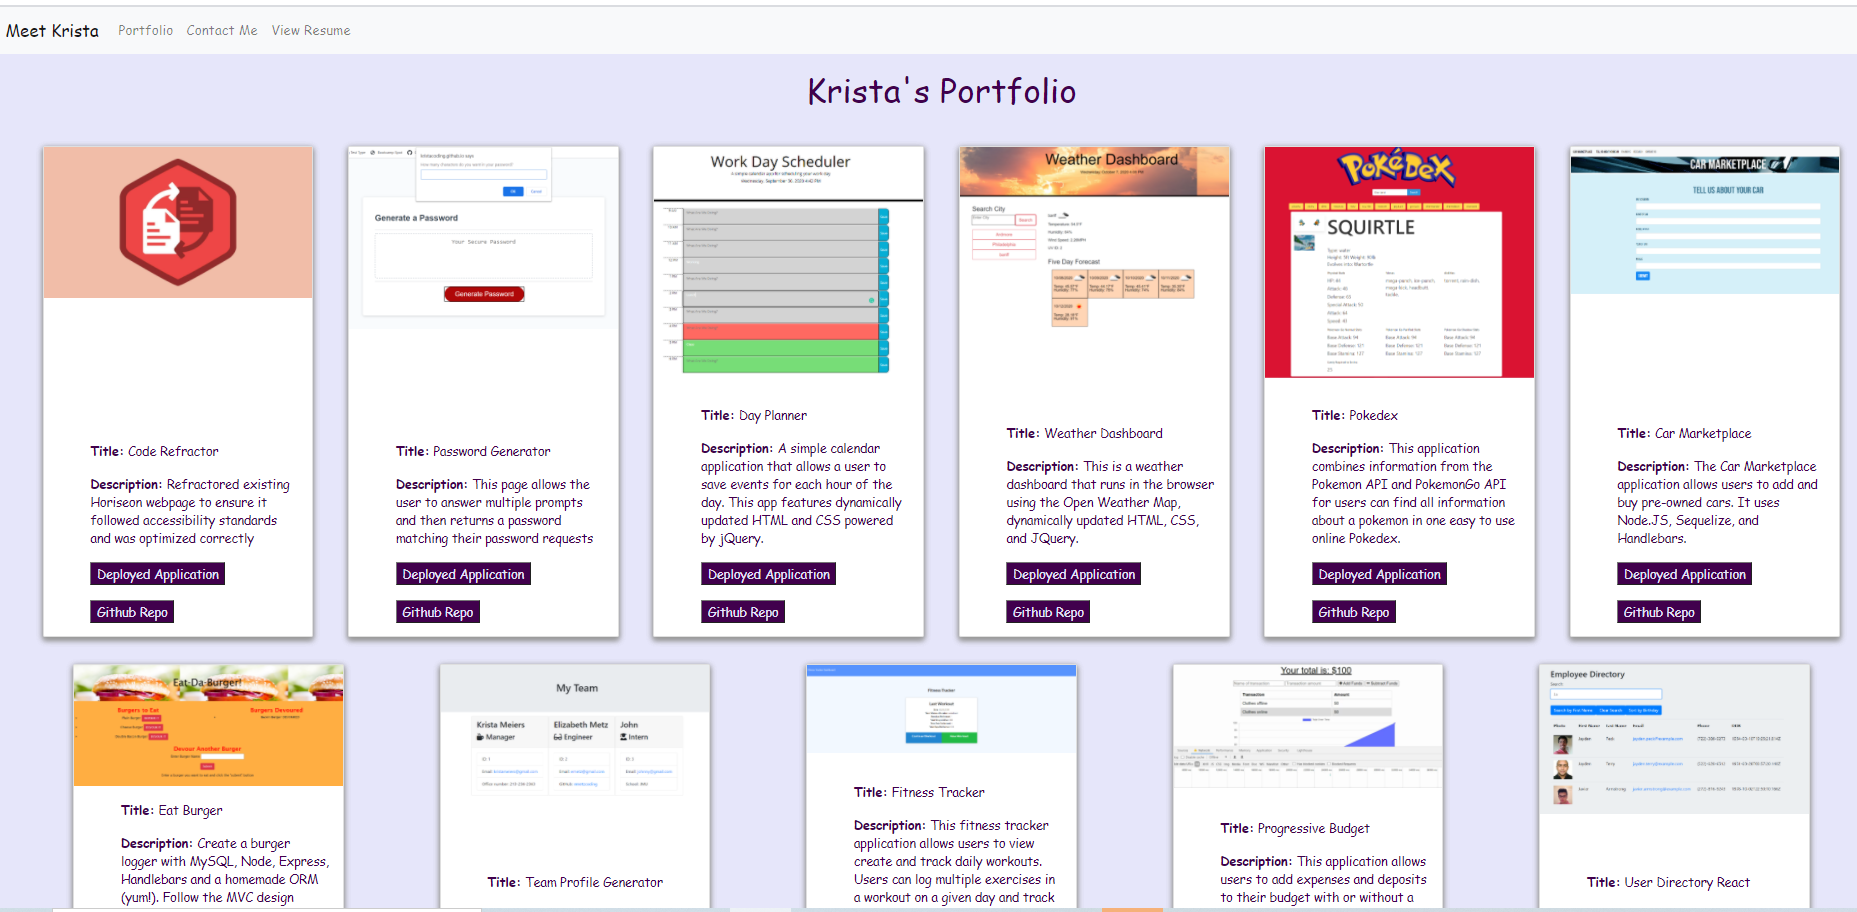 Meet Krista Portfolio Contact Me View Resume
Krista's Portfolio
Generate a Password
Your Secure Password
Generate Password
Title: Code Refractor
Description: Refractored existing
Horiseon webpage to ensure it
followed accessibility standards
and was optimized correctly
Deployed Application
Github Repo
Title: Password Generator
Description: This page allows the
user to answer multiple prompts
and then returns a password
matching their password requests
Deployed Application
Github Repo
Work Day Scheduler
A simple calendar app for scheduling your work day
Title: Day Planner
Description: A simple calendar
application that allows a user to
save events for each hour of the
day. This app features dynamically
updated HTML and CSS powered
by jQuery.
Deployed Application
Github Repo
Weather Dashboard
Search City
Five Day Forecast
Title: Weather Dashboard
Description: This is a weather
dashboard that runs in the browser
using the Open Weather Map,
dynamically updated HTML, CSS,
and JQuery.
Deployed Application
Github Repo
POKéDEX
SQUIRTLE
Title: Pokedex
Description: This application
combines information from the
Pokemon API and PokemonGo API
for users can find all information
about a pokemon in one easy to use
online Pokedex.
Deployed Application
Github Repo
CAR MARKETPLACE
TELL US ABOUT YOUR CAR
Title: Car Marketplace
Description: The Car Marketplace
application allows users to add and
buy pre-owned cars. It uses
Node.JS, Sequelize, and
Handlebars.
Deployed Application
Github Repo
Eat-Da-Burger!
Burgers to Eat
Burgers Devoured
Devour Another Burger
Title: Eat Burger
Description: Create a burger
logger with MySQL, Node, Express,
Handlebars and a homemade ORM
(yum!). Follow the MVC design
My Team
Krista Meiers
Manager
Elizabeth Metz
Engineer
John
Intern
Title: Team Profile Generator
Fitness Tracker
Last Workout
Title: Fitness Tracker
Description: This fitness tracker
application allows users to view
create and track daily workouts.
Users can log multiple exercises in
a workout on a given day and track
Your total is: $100
Transaction Amount
Title: Progressive Budget
Description: This application allows
users to add expenses and deposits
to their budget with or without a
Employee Directory
Search
Title: User Directory React